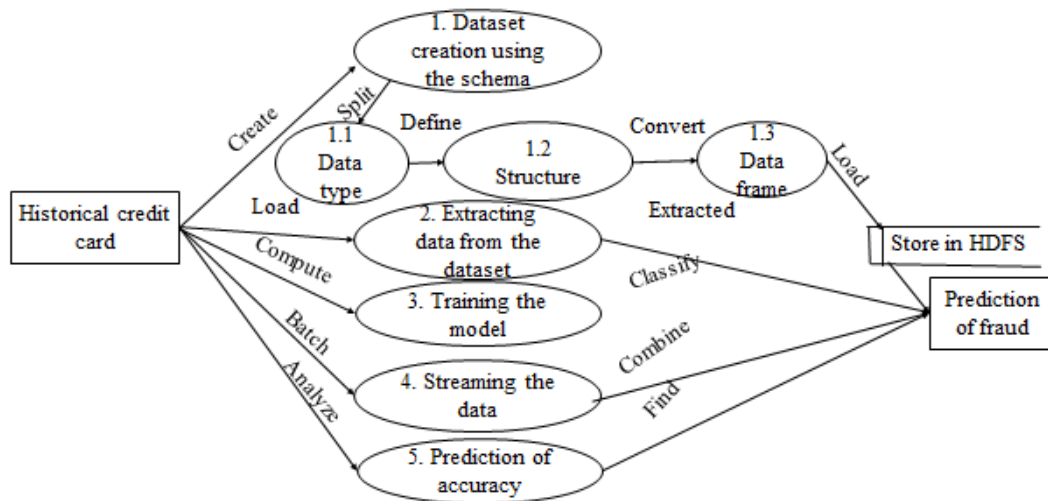 1. Dataset
creation using
the schema
Create
Split
Define
Convert
1.1
Data
type
1.2
Structure
1.3
Data
frame
Load
Load
Extracted
Historical credit
card
2. Extracting
data from the
dataset
Store in HDFS
Compute
Classify
3. Training the
model
Prediction
of fraud
Batch
Combine
Analyze
4. Streaming the
data
Find
5. Prediction of
accuracy